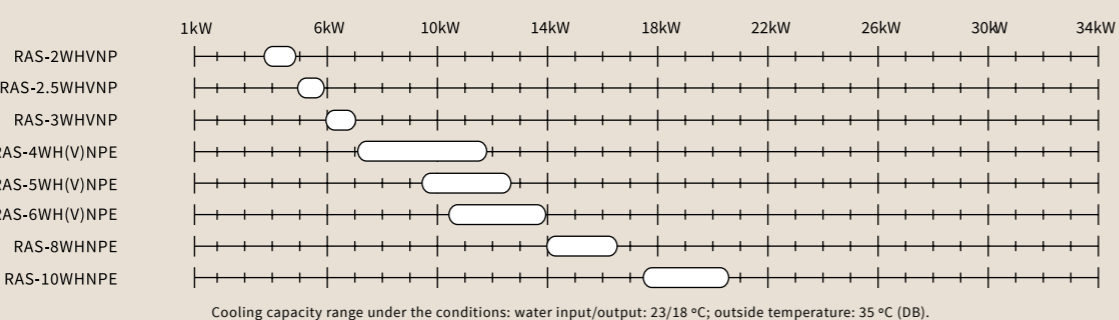 1kW 6kW 10kW 14kW 18kW 22kW 26kW 30kW 34kW
RAS-2WHVNP
RAS-2.5WHVNP
RAS-3WHVNP
RAS-4WH(V)NPE
RAS-5WH(V)NPE
RAS-6WH(V)NPE
RAS-8WHNPE
RAS-10WHNPE
Cooling capacity range under the conditions: water input/output: 23/18 ºC; outside temperature: 35 ºC (DB).